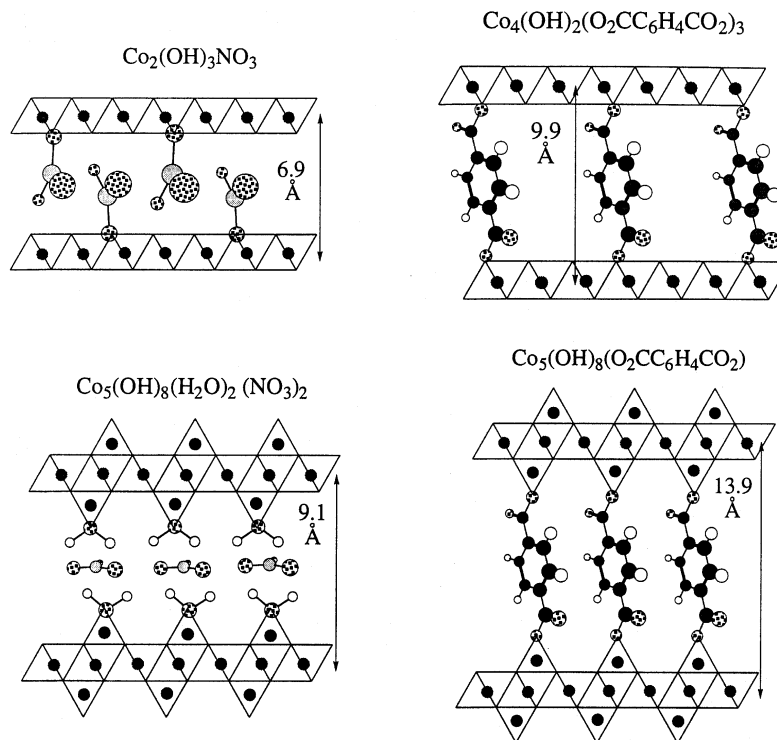 Co₂(OH)₃NO₃
6.9
Å
Co₄(OH)₂(O₂CC₆H₄CO₂)₃
9.9
Å
Co₅(OH)₈(H₂O)₂ (NO₃)₂
9.1
Å
Co₅(OH)₈(O₂CC₆H₄CO₂)
13.9
Å